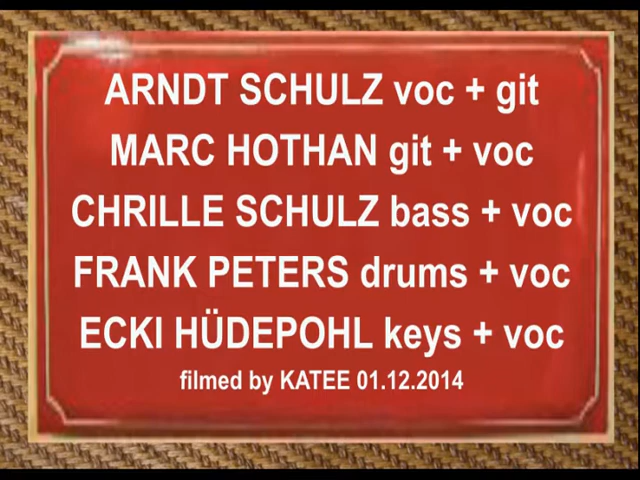 ARNDT SCHULZ voc + git
MARC HOTHAN git + voc
CHRILLE SCHULZ bass + voc
FRANK PETERS drums + voc
ECKI HÜDEPOHL keys + voc
filmed by KATEE 01.12.2014